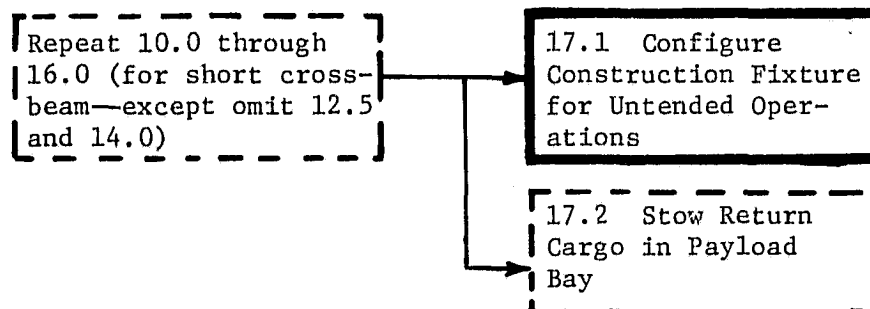 Repeat 10.0 through
16.0 (for short cross-
beam—except omit 12.5
and 14.0)
17.1 Configure
Construction Fixture
for Untended Oper-
ations
17.2 Stow Return
Cargo in Payload
Bay